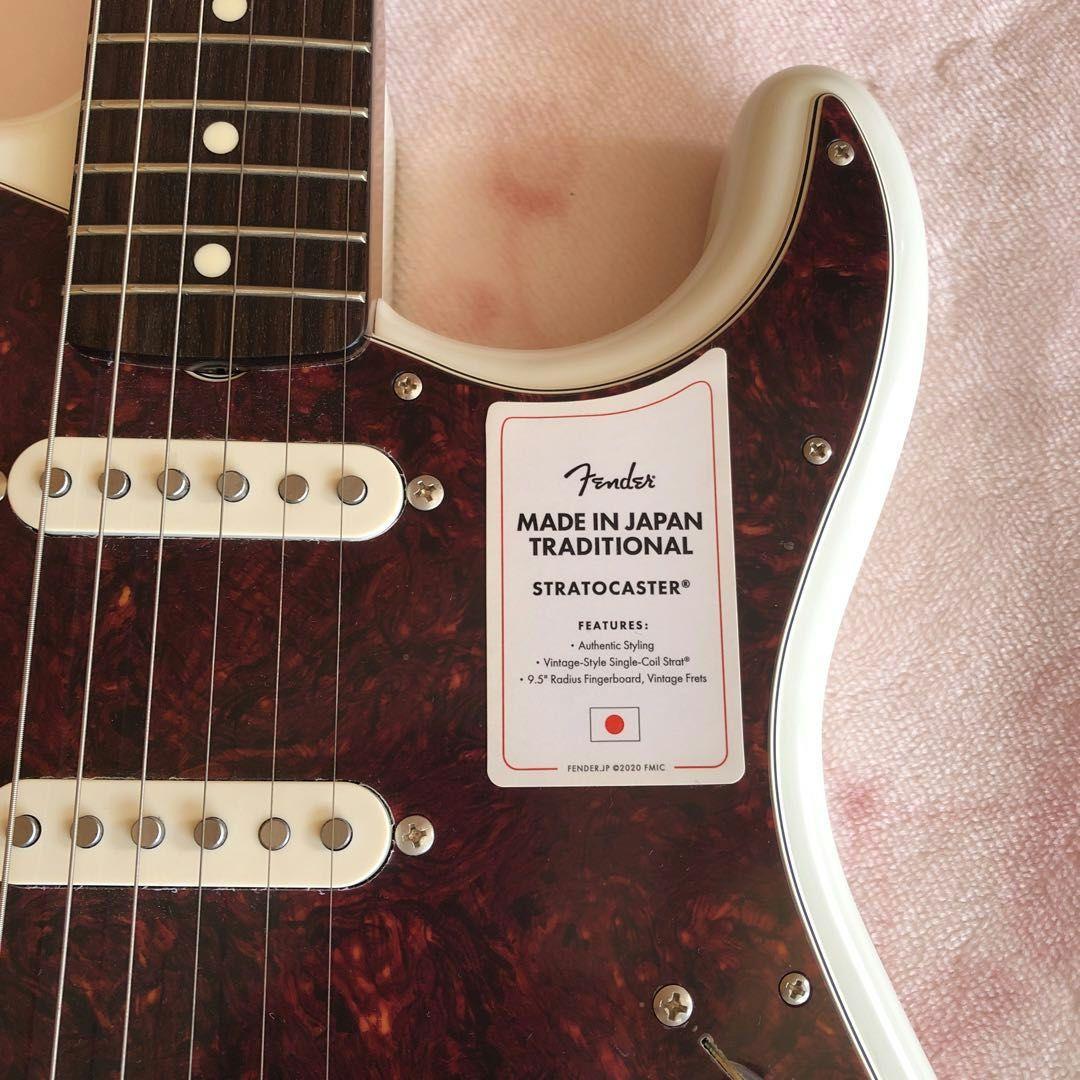 Fender
MADE IN JAPAN
TRADITIONAL
STRATOCASTER®
FEATURES:
• Authentic Styling
• Vintage-Style Single-Coil Strat®
• 9.5" Radius Fingerboard, Vintage Frets
FENDER.JP ©2020 FMIC